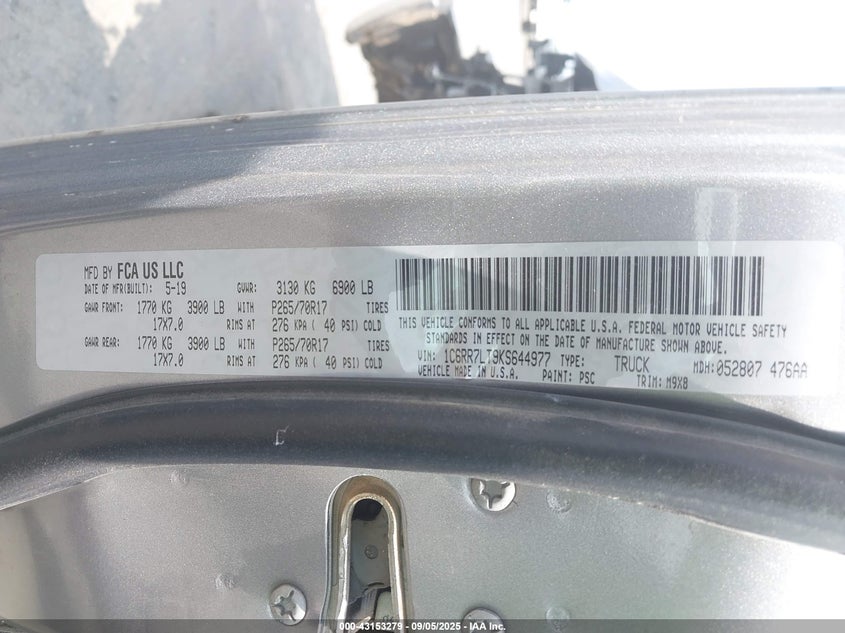 MFD BY FCA US LLC
DATE OF MFR(BUILT): 5-19 GVWR: 3130 KG 6900 LB
GAWR FRONT: 1770 KG 3900 LB WITH P265/70R17 TIRES
17X7.0 RIMS AT 276 KPA ( 40 PSI) COLD
GAWR REAR: 1770 KG 3900 LB WITH P265/70R17 TIRES
17X7.0 RIMS AT 276 KPA ( 40 PSI) COLD
THIS VEHICLE CONFORMS TO ALL APPLICABLE U.S.A. FEDERAL MOTOR VEHICLE SAFETY
STANDARDS IN EFFECT ON THE DATE OF MANUFACTURE SHOWN ABOVE.
VIN: 1C6RR7LT9KS644977 TYPE: TRUCK MDH: 052807 476AA
VEHICLE MADE IN U.S.A. PAINT: PSC TRIM: M9X8
000-43153279 - 09/05/2025 - IAA Inc.